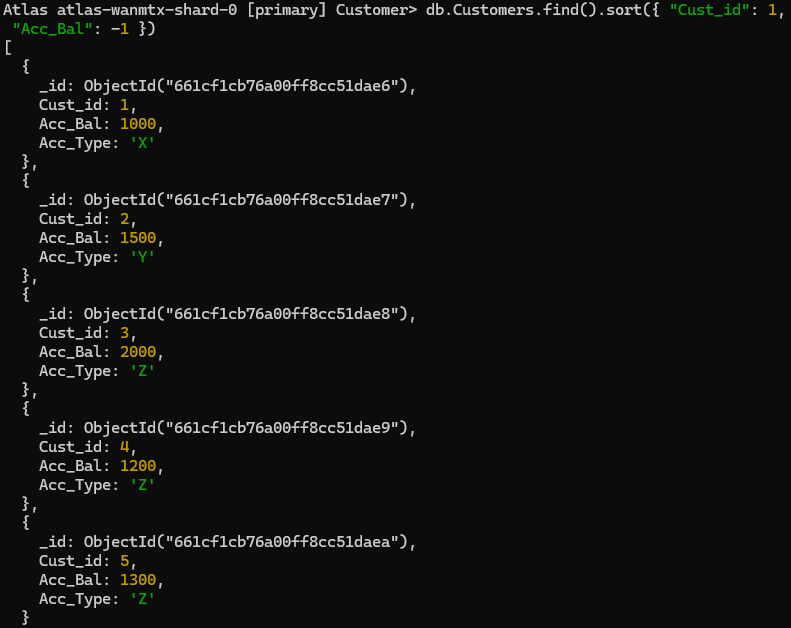 Atlas atlas-wanmtx-shard-0 [primary] Customer> db.Customers.find().sort({ "Cust_id": 1,
 "Acc_Bal": -1 })
[
  {
    _id: ObjectId("661cf1cb76a00ff8cc51dae6"),
    Cust_id: 1,
    Acc_Bal: 1000,
    Acc_Type: 'X'
  },
  {
    _id: ObjectId("661cf1cb76a00ff8cc51dae7"),
    Cust_id: 2,
    Acc_Bal: 1500,
    Acc_Type: 'Y'
  },
  {
    _id: ObjectId("661cf1cb76a00ff8cc51dae8"),
    Cust_id: 3,
    Acc_Bal: 2000,
    Acc_Type: 'Z'
  },
  {
    _id: ObjectId("661cf1cb76a00ff8cc51dae9"),
    Cust_id: 4,
    Acc_Bal: 1200,
    Acc_Type: 'Z'
  },
  {
    _id: ObjectId("661cf1cb76a00ff8cc51daea"),
    Cust_id: 5,
    Acc_Bal: 1300,
    Acc_Type: 'Z'
  }